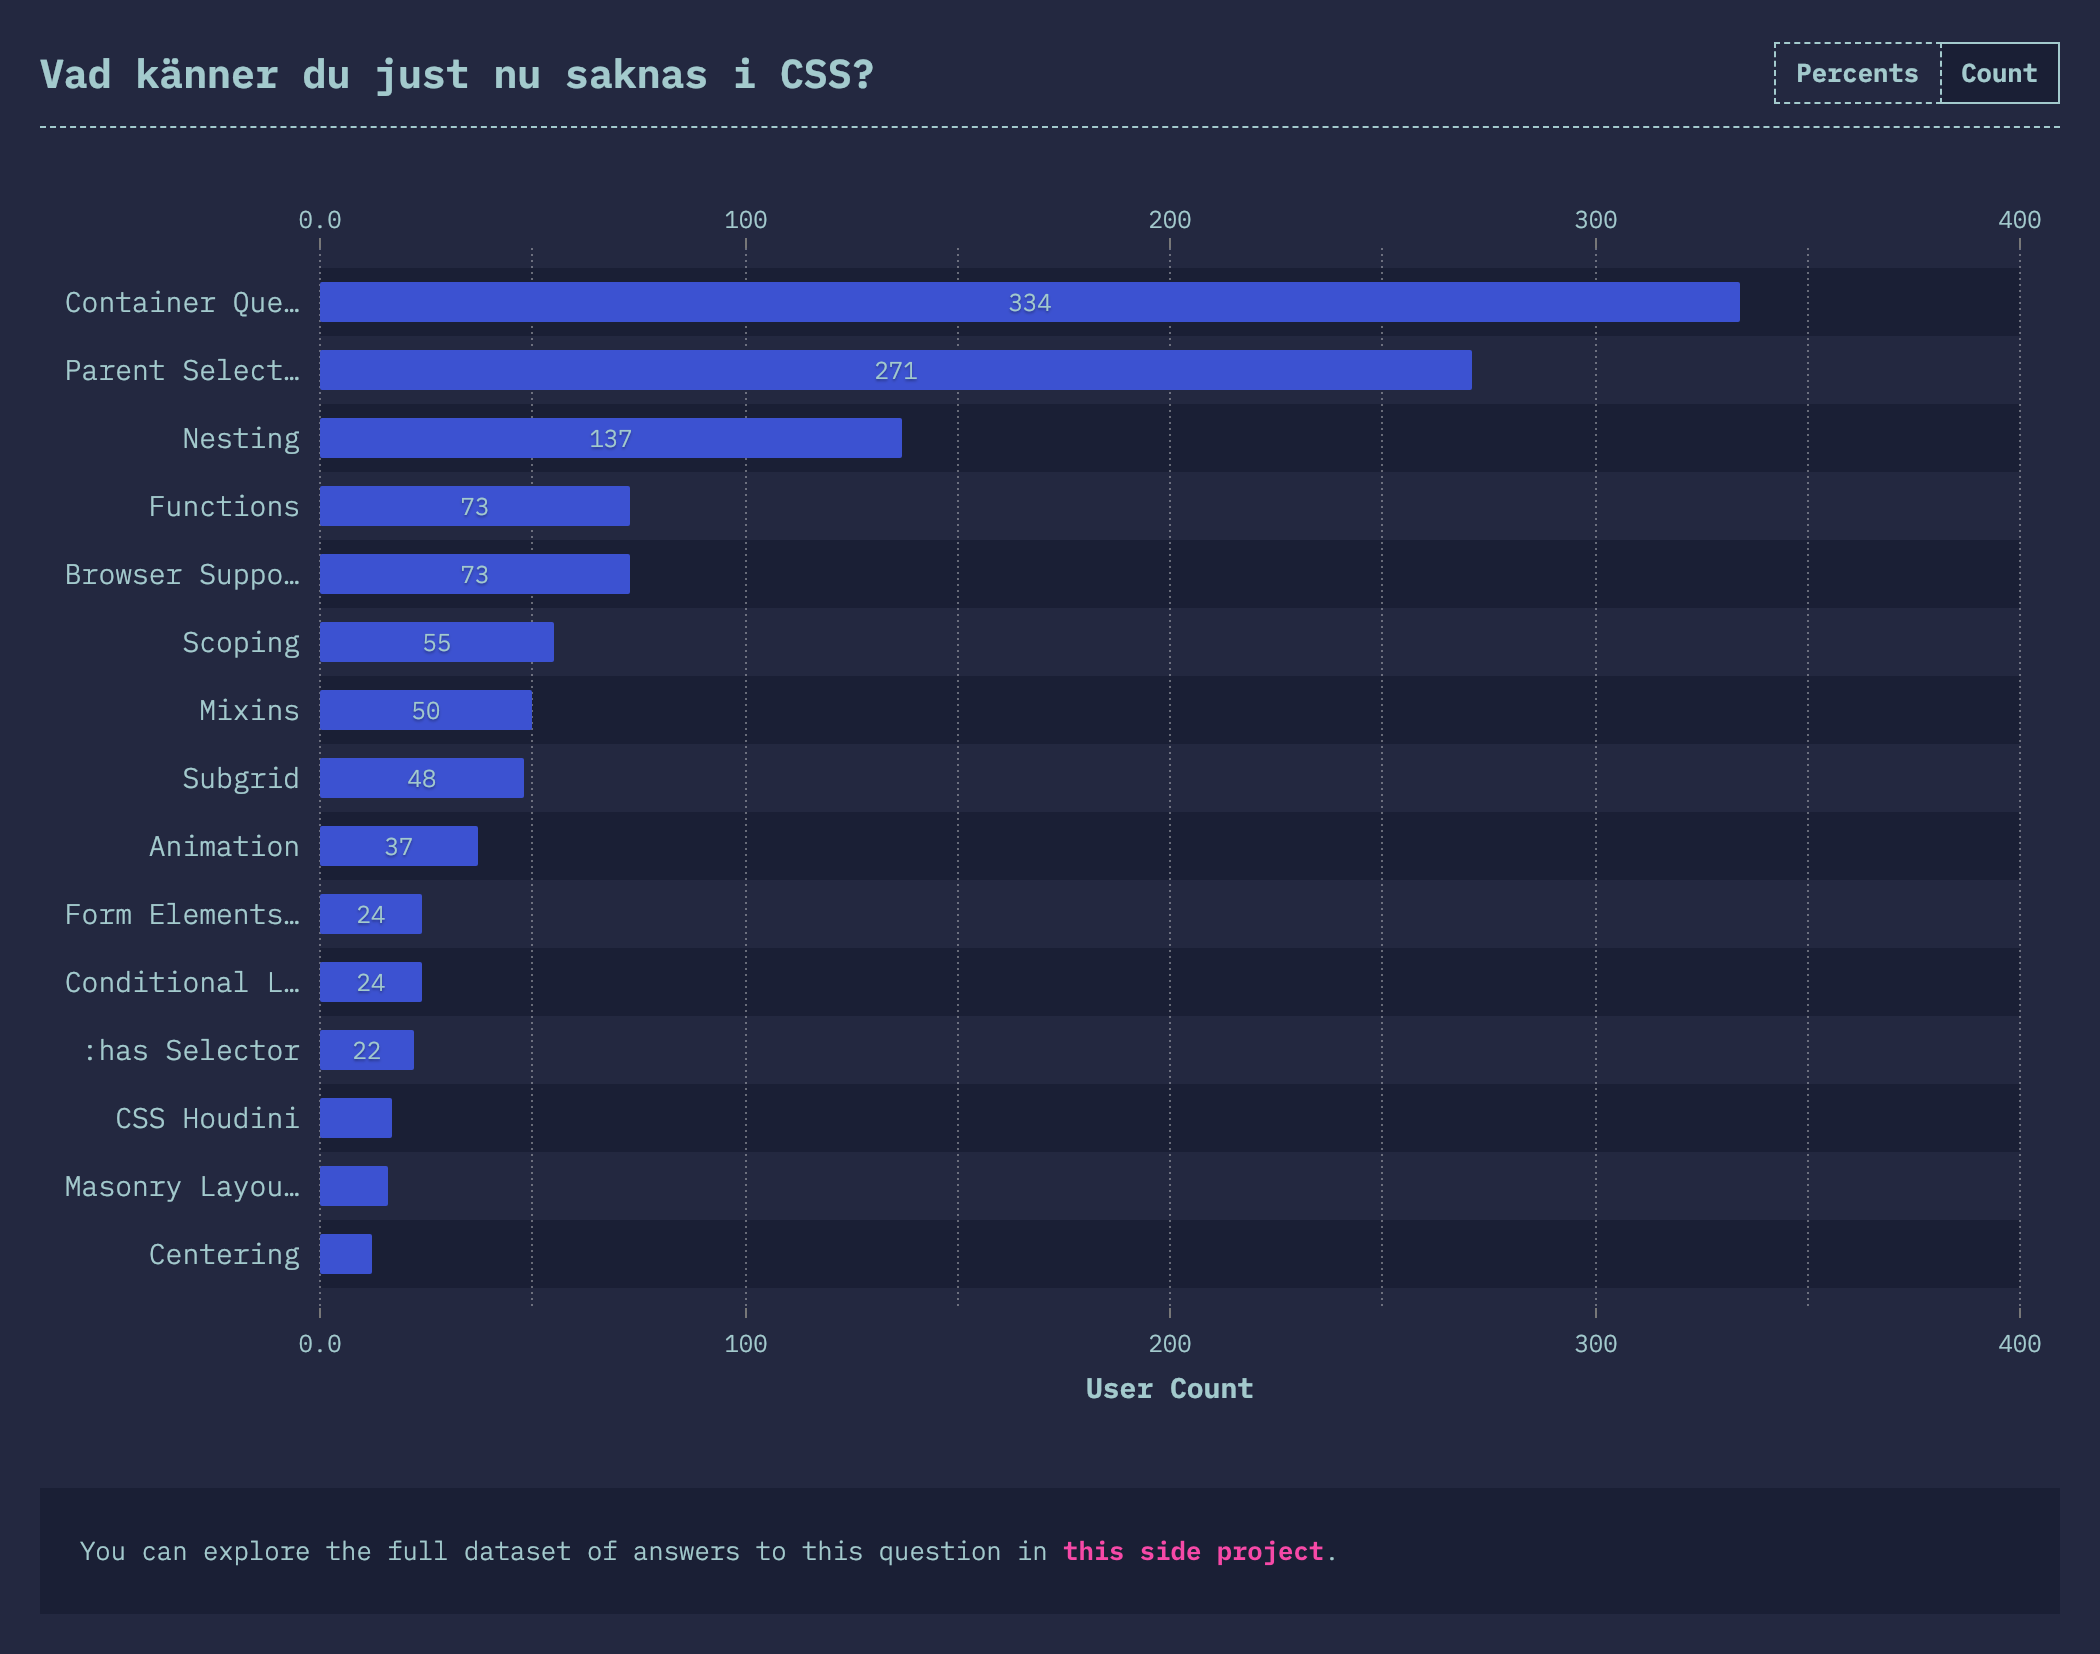 Vad känner du just nu saknas i CSS?
Percents Count
0.0 100 200 300 400
Container Que… 334
Parent Select… 271
Nesting 137
Functions 73
Browser Suppo… 73
Scoping 55
Mixins 50
Subgrid 48
Animation 37
Form Elements… 24
Conditional L… 24
:has Selector 22
CSS Houdini
Masonry Layou…
Centering
0.0 100 200 300 400
User Count
You can explore the full dataset of answers to this question in this side project.